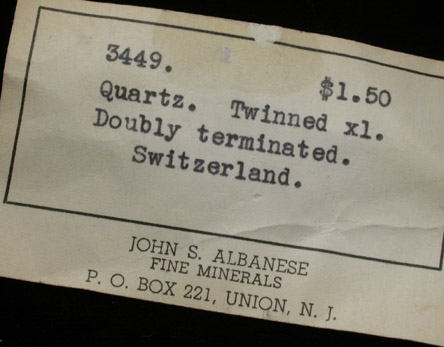 3449. $1.50
Quartz. Twinned xl.
Doubly terminated.
Switzerland.
JOHN S. ALBANESE
FINE MINERALS
P. O. BOX 221, UNION, N. J.